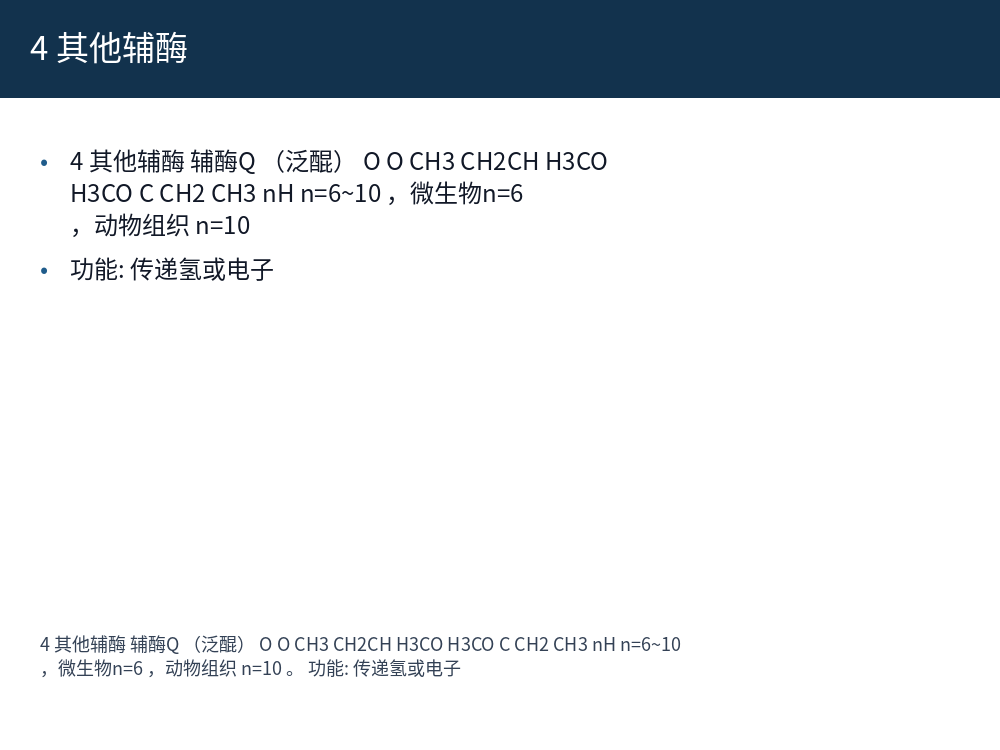 4 其他辅酶
• 4 其他辅酶 辅酶Q （泛醌） O O CH3 CH2CH H3CO
H3CO C CH2 CH3 nH n=6~10 ，微生物n=6
，动物组织 n=10
• 功能: 传递氢或电子
4 其他辅酶 辅酶Q （泛醌） O O CH3 CH2CH H3CO H3CO C CH2 CH3 nH n=6~10
，微生物n=6 ，动物组织 n=10 。 功能: 传递氢或电子